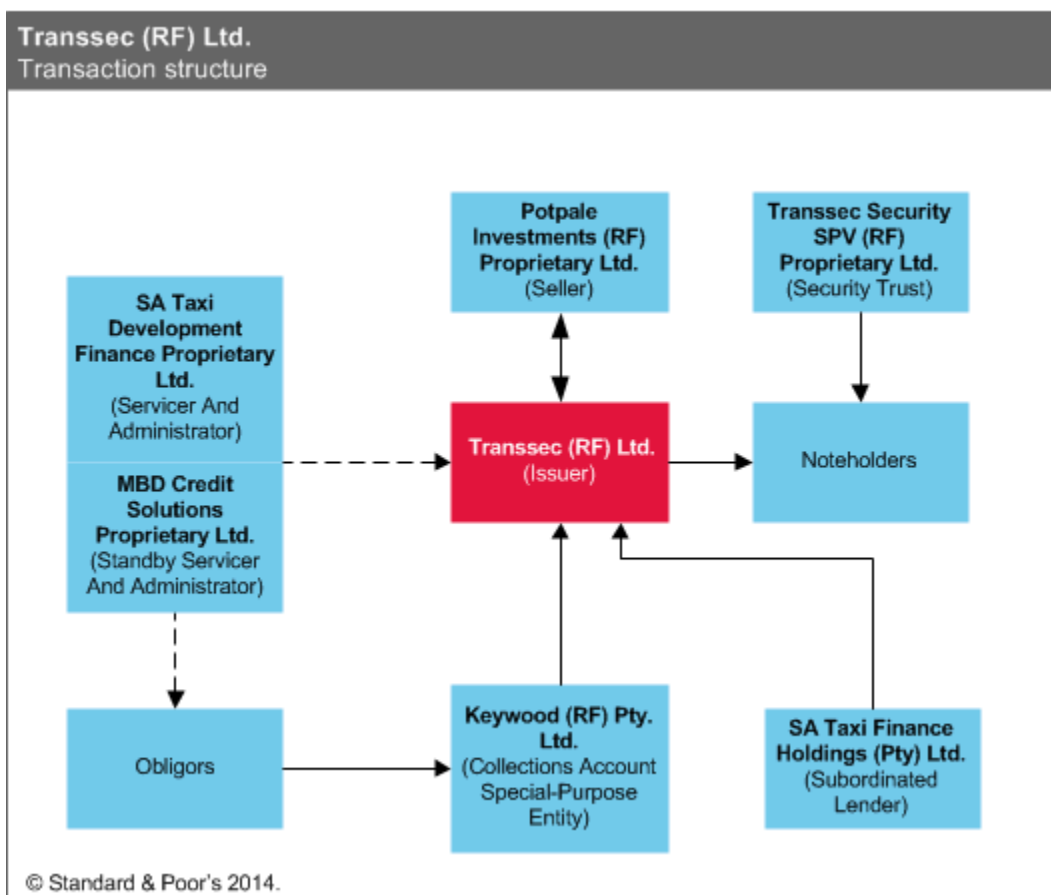 Transsec (RF) Ltd.
Transaction structure
Potpale
Investments (RF)
Proprietary Ltd.
(Seller)
Transsec Security
SPV (RF)
Proprietary Ltd.
(Security Trust)
SA Taxi
Development
Finance Proprietary
Ltd.
(Servicer And
Administrator)
MBD Credit
Solutions
Proprietary Ltd.
(Standby Servicer
And Administrator)
Transsec (RF) Ltd.
(Issuer)
Noteholders
Obligors
Keywood (RF) Pty.
Ltd.
(Collections Account
Special-Purpose
Entity)
SA Taxi Finance
Holdings (Pty) Ltd.
(Subordinated
Lender)
© Standard & Poor's 2014.